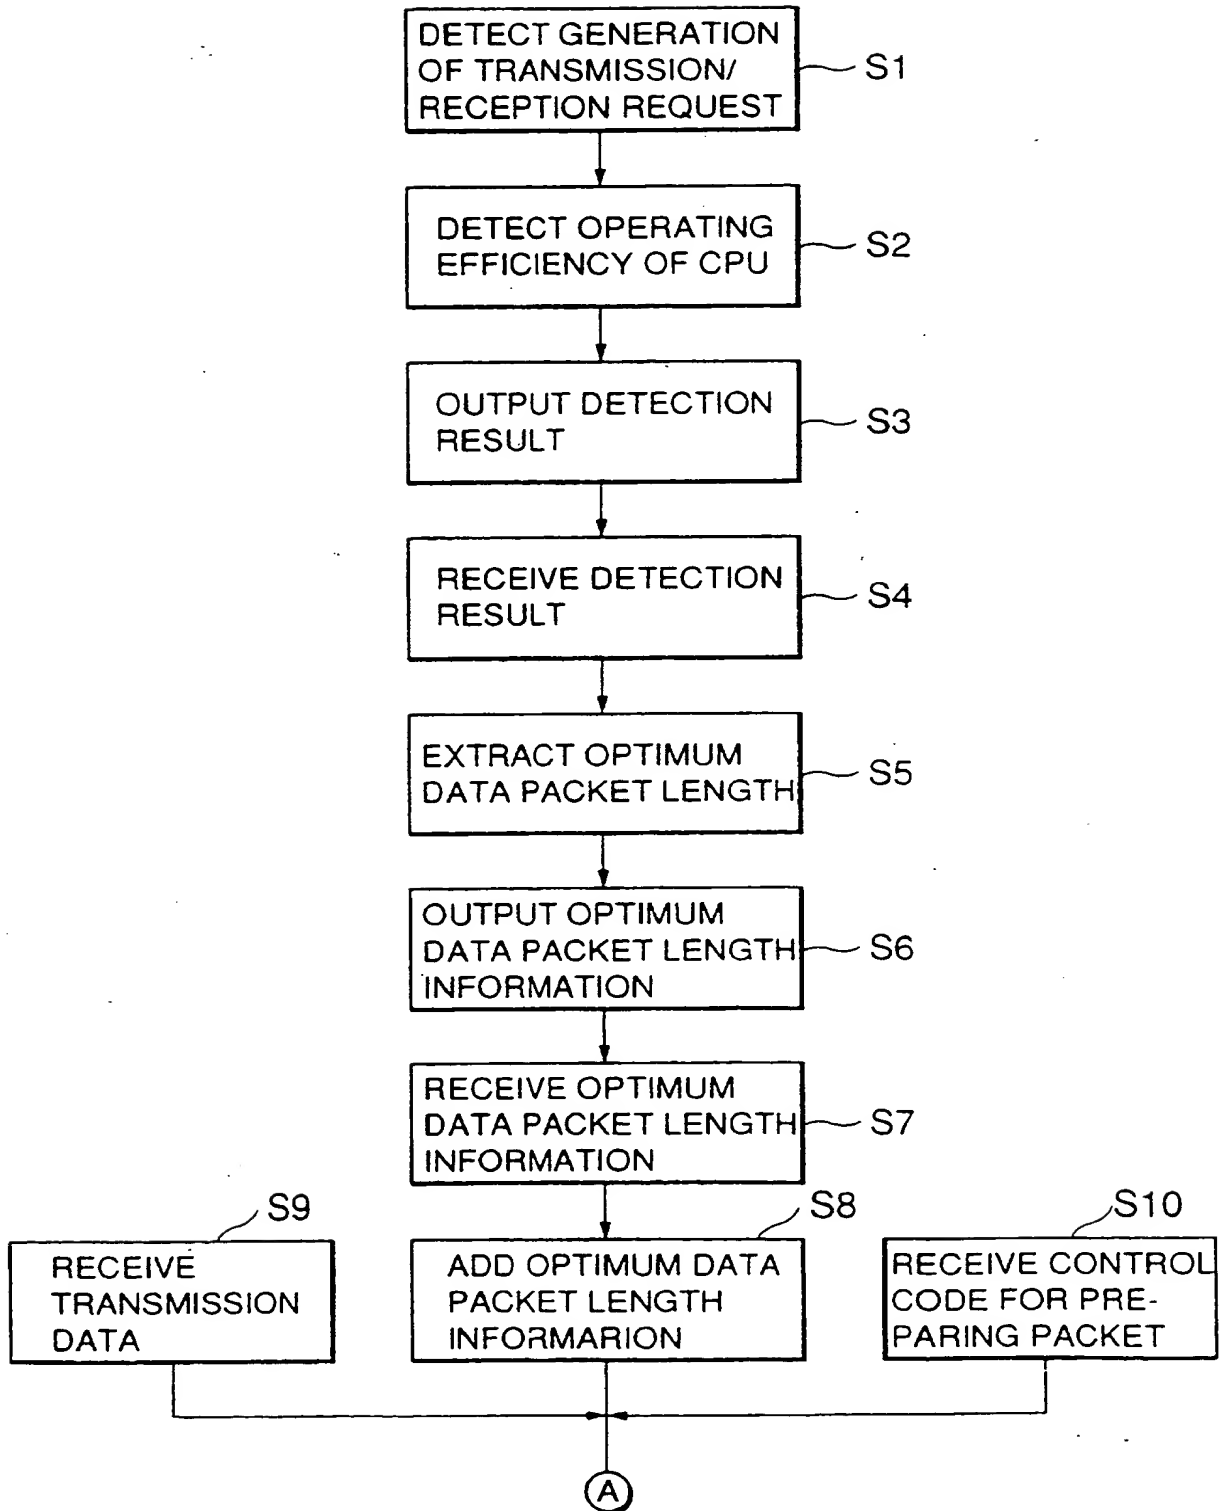 DETECT GENERATION
OF TRANSMISSION/
RECEPTION REQUEST
S1
DETECT OPERATING
EFFICIENCY OF CPU
S2
OUTPUT DETECTION
RESULT
S3
RECEIVE DETECTION
RESULT
S4
EXTRACT OPTIMUM
DATA PACKET LENGTH
S5
OUTPUT OPTIMUM
DATA PACKET LENGTH
INFORMATION
S6
RECEIVE OPTIMUM
DATA PACKET LENGTH
INFORMATION
S7
S9
RECEIVE
TRANSMISSION
DATA
S8
ADD OPTIMUM DATA
PACKET LENGTH
INFORMARION
S10
RECEIVE CONTROL
CODE FOR PRE-
PARING PACKET
A